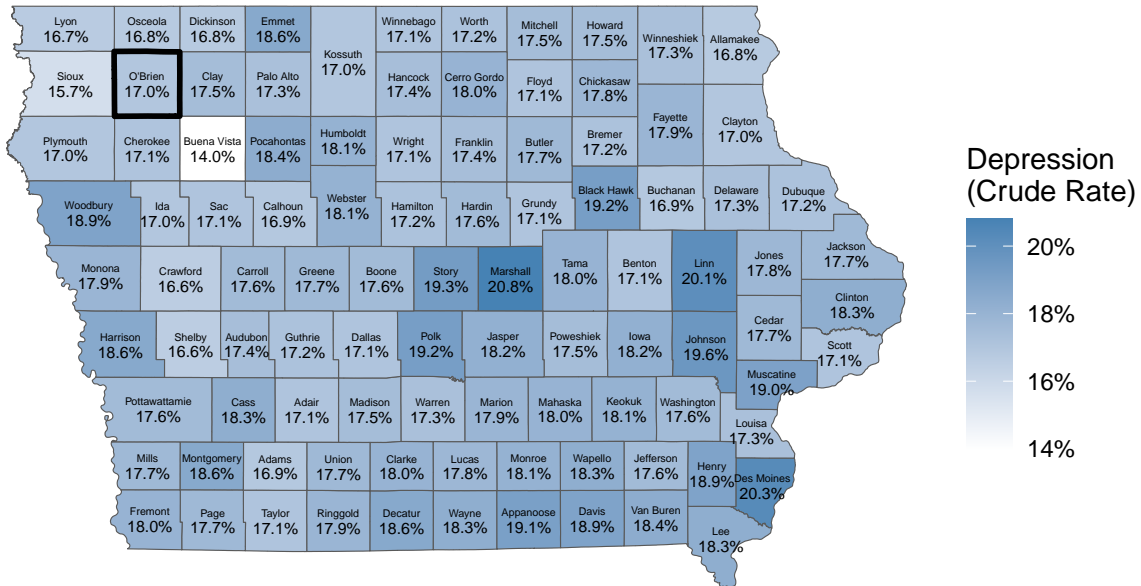 Lyon
16.7%
Osceola
16.8%
Dickinson
16.8%
Emmet
18.6%
Kossuth
17.0%
Winnebago
17.1%
Worth
17.2%
Mitchell
17.5%
Howard
17.5%
Winneshiek
17.3%
Allamakee
16.8%
Sioux
15.7%
O'Brien
17.0%
Clay
17.5%
Palo Alto
17.3%
Hancock
17.4%
Cerro Gordo
18.0%
Floyd
17.1%
Chickasaw
17.8%
Fayette
17.9%
Clayton
17.0%
Plymouth
17.0%
Cherokee
17.1%
Buena Vista
14.0%
Pocahontas
18.4%
Humboldt
18.1%
Wright
17.1%
Franklin
17.4%
Butler
17.7%
Bremer
17.2%
Woodbury
18.9%
Ida
17.0%
Sac
17.1%
Calhoun
16.9%
Webster
18.1%
Hamilton
17.2%
Hardin
17.6%
Grundy
17.1%
Black Hawk
19.2%
Buchanan
16.9%
Delaware
17.3%
Dubuque
17.2%
Monona
17.9%
Crawford
16.6%
Carroll
17.6%
Greene
17.7%
Boone
17.6%
Story
19.3%
Marshall
20.8%
Tama
18.0%
Benton
17.1%
Linn
20.1%
Jones
17.8%
Jackson
17.7%
Clinton
18.3%
Harrison
18.6%
Shelby
16.6%
Audubon
17.4%
Guthrie
17.2%
Dallas
17.1%
Polk
19.2%
Jasper
18.2%
Poweshiek
17.5%
Iowa
18.2%
Johnson
19.6%
Cedar
17.7%
Scott
17.1%
Muscatine
19.0%
Pottawattamie
17.6%
Cass
18.3%
Adair
17.1%
Madison
17.5%
Warren
17.3%
Marion
17.9%
Mahaska
18.0%
Keokuk
18.1%
Washington
17.6%
Louisa
17.3%
Mills
17.7%
Montgomery
18.6%
Adams
16.9%
Union
17.7%
Clarke
18.0%
Lucas
17.8%
Monroe
18.1%
Wapello
18.3%
Jefferson
17.6%
Henry
18.9%
Des Moines
20.3%
Fremont
18.0%
Page
17.7%
Taylor
17.1%
Ringgold
17.9%
Decatur
18.6%
Wayne
18.3%
Appanoose
19.1%
Davis
18.9%
Van Buren
18.4%
Lee
18.3%
Depression
(Crude Rate)
20%
18%
16%
14%